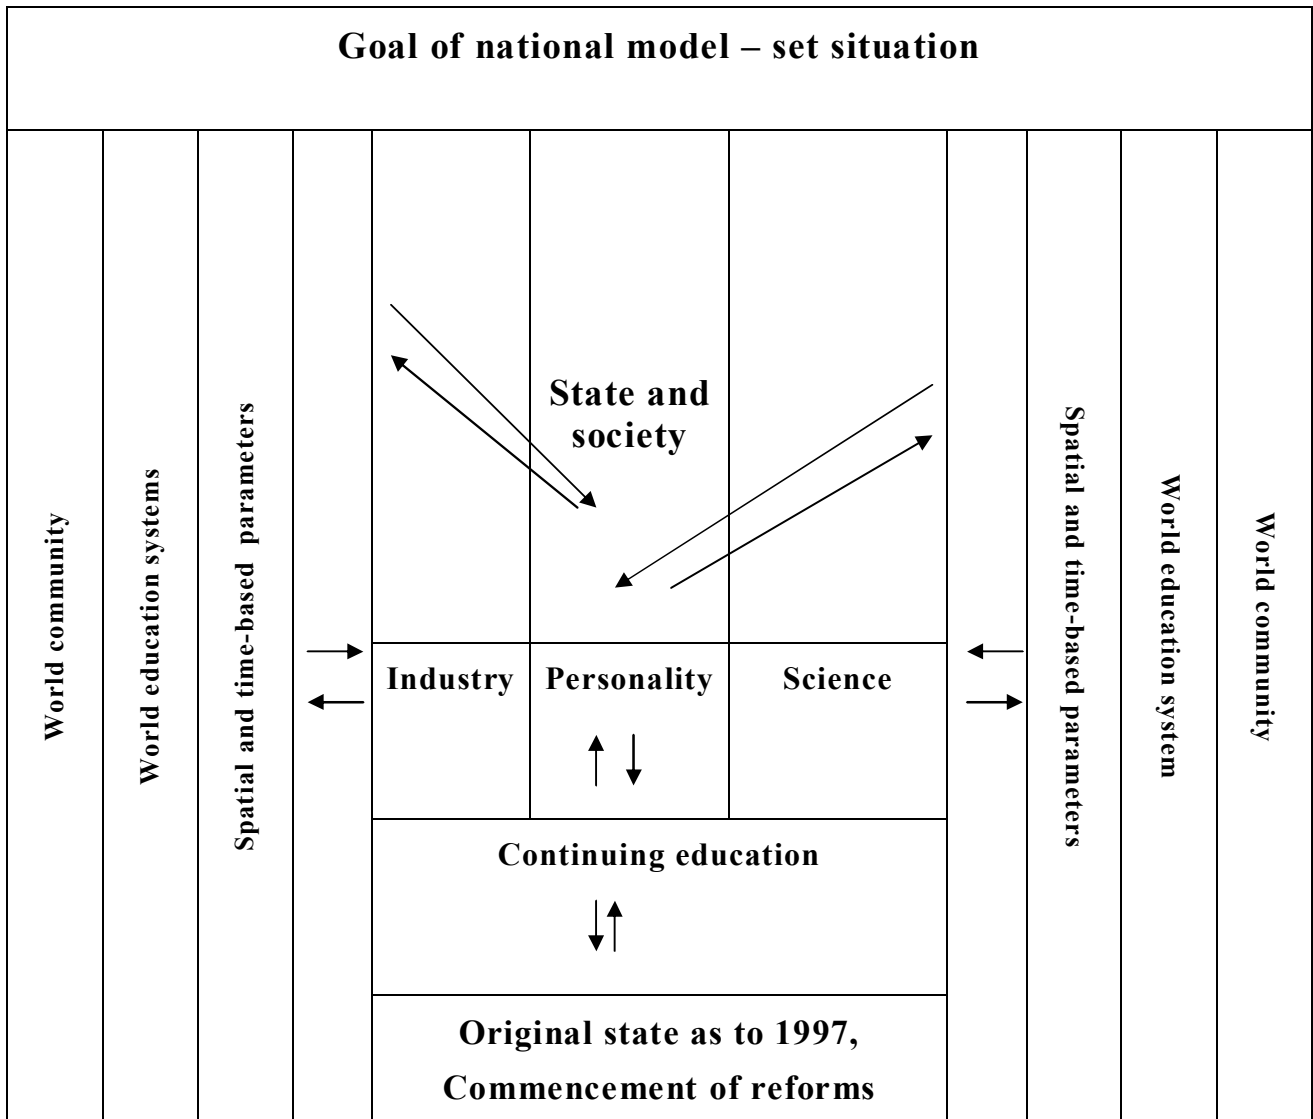 Goal of national model – set situation
World community
World education systems
Spatial and time-based parameters
State and
society
Industry
Personality
Science
Continuing education
Original state as to 1997,
Commencement of reforms
Spatial and time-based parameters
World education system
World community